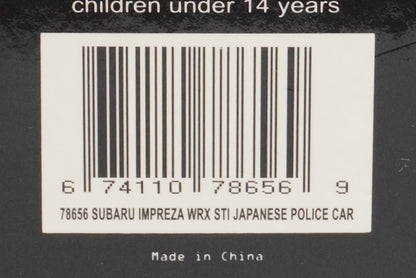 children under 14 years
6 74110 78656 9
78656 SUBARU IMPREZA WRX STI JAPANESE POLICE CAR
Made in China